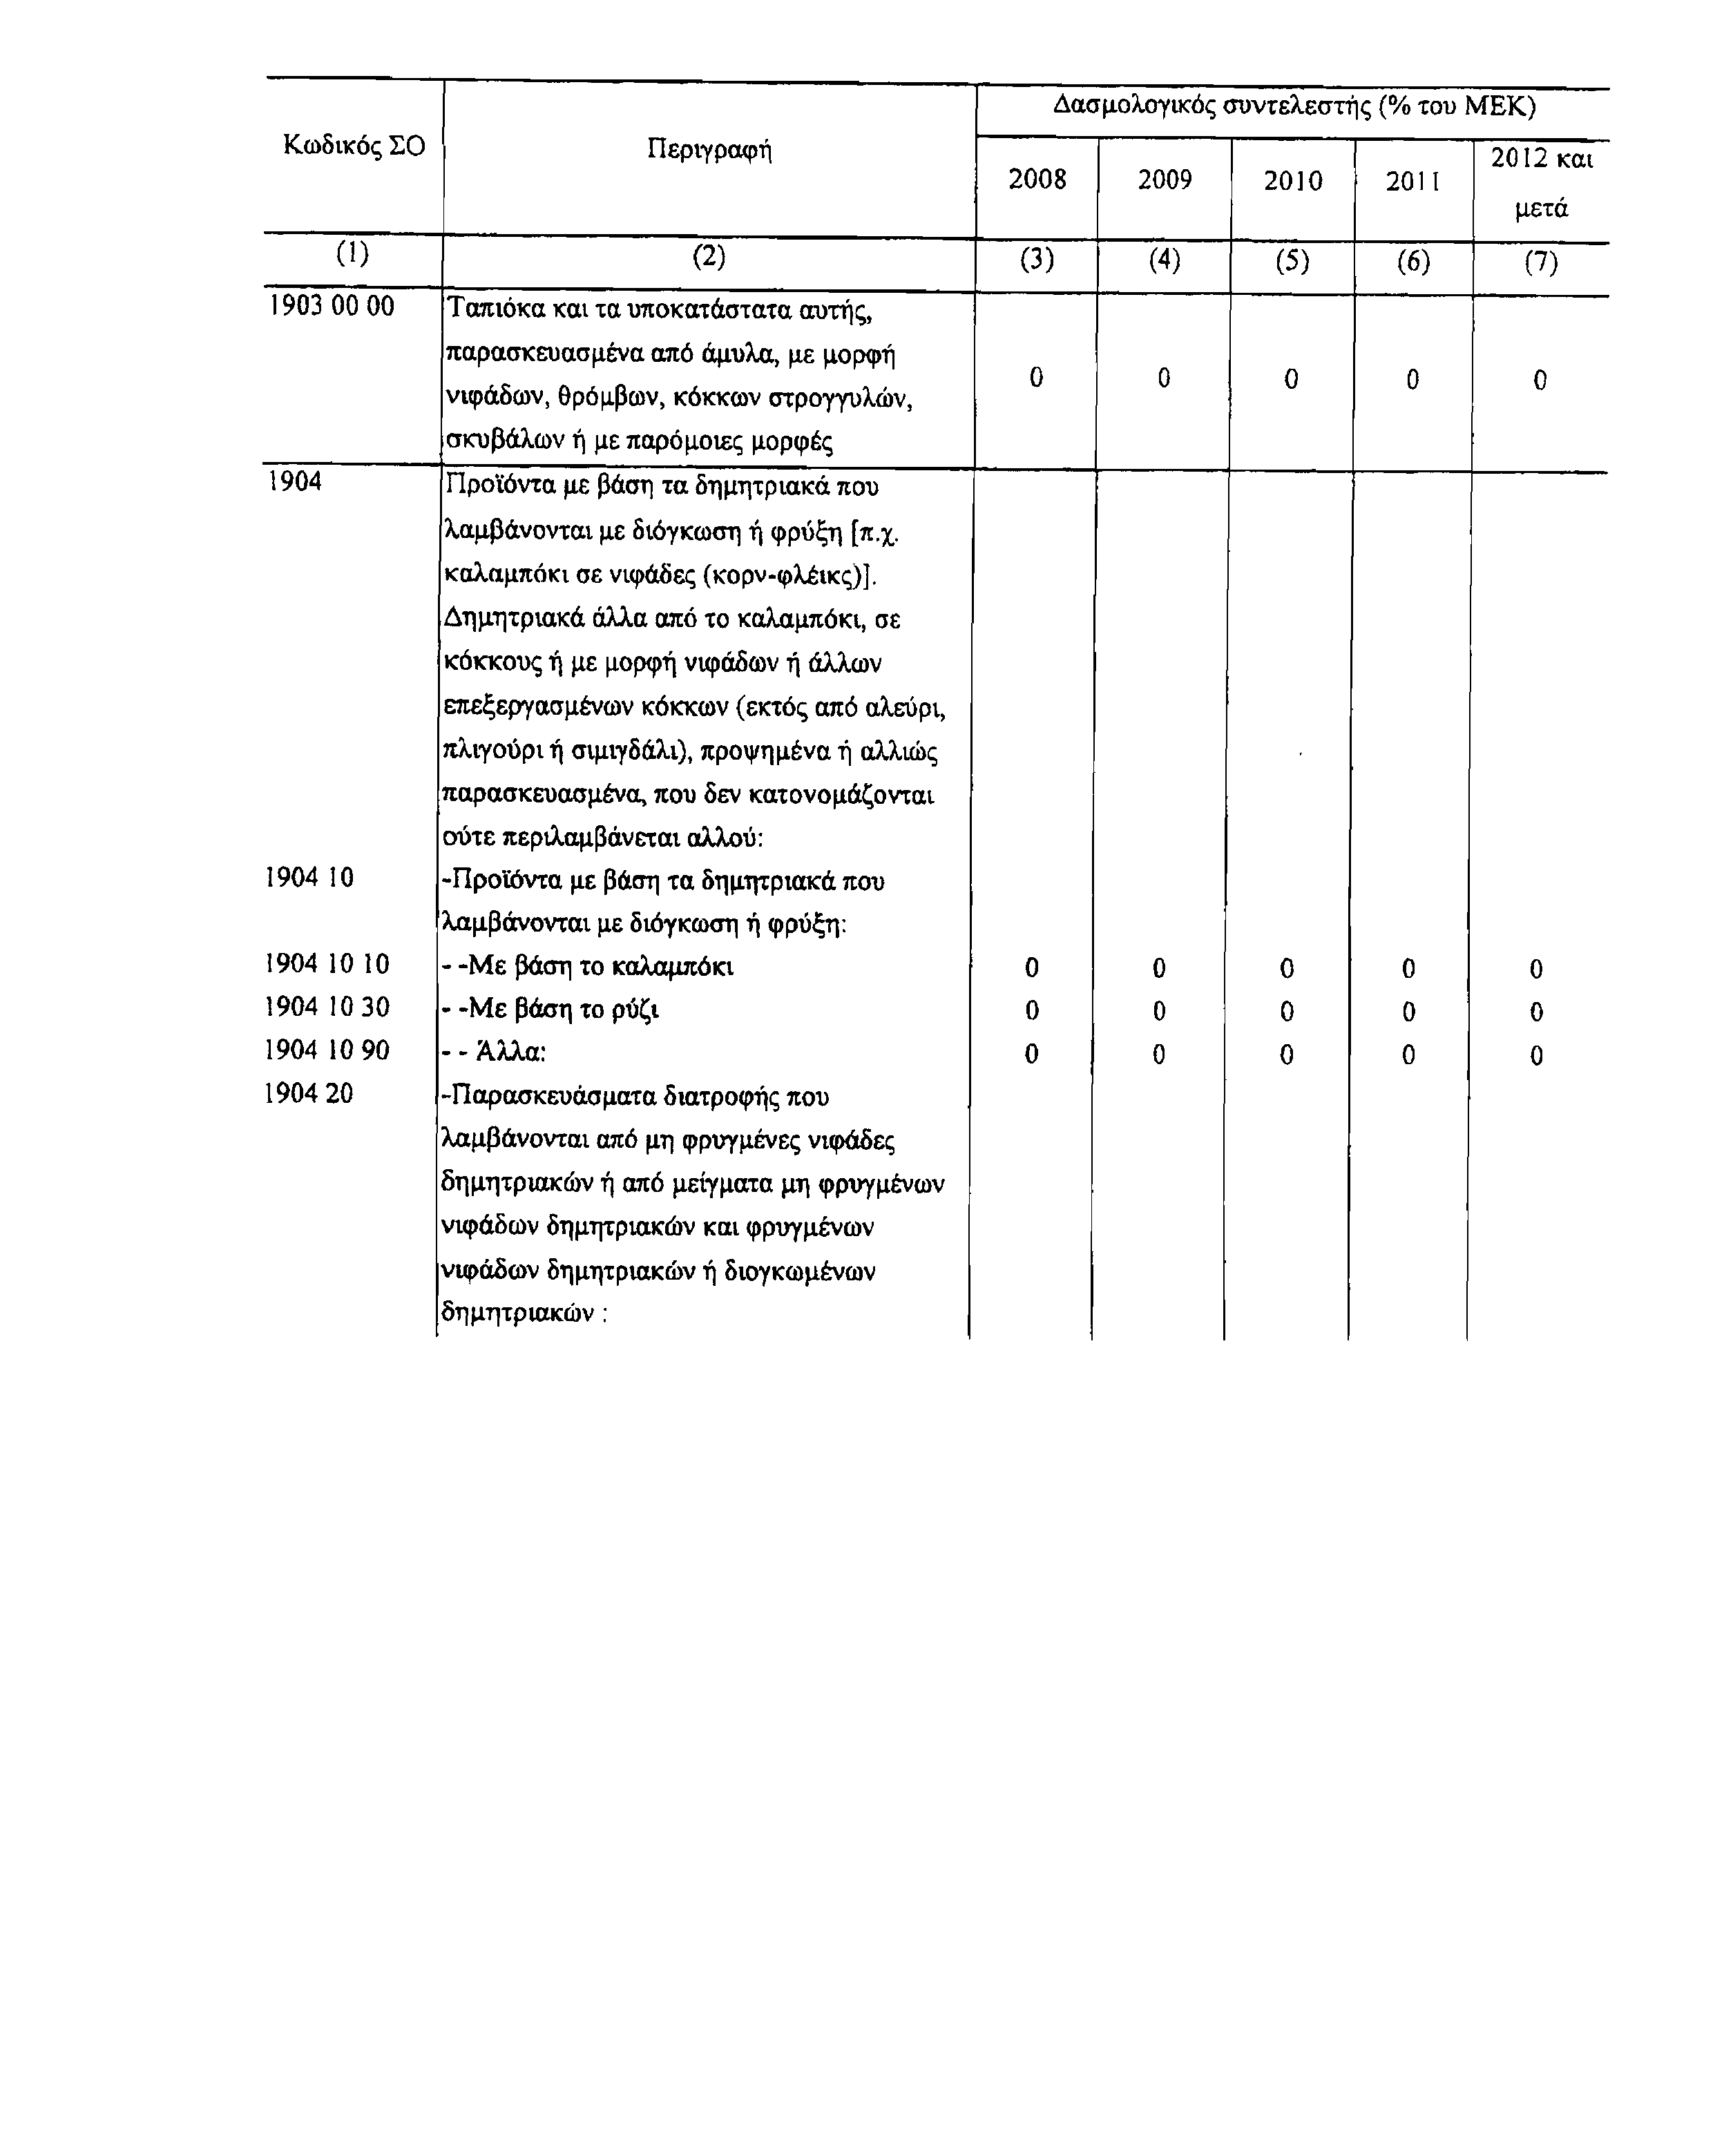 Δασμολογικός συντελεστής (% του ΜΕΚ)
Κωδικός ΣΟ Περιγραφή
2008 2009 2010 2011 2012 και
μετά
(1) (2) (3) (4) (5) (6) (7)
1903 00 00 Ταπιόκα και τα υποκατάστατα αυτής,
παρασκευασμένα από άμυλα, με μορφή
νιφάδων, θρόμβων, κόκκων στρογγυλών,
σκυβάλων ή με παρόμοιες μορφές
0 0 0 0 0
1904 Προϊόντα με βάση τα δημητριακά που
λαμβάνονται με διόγκωση ή φρύξη [π.χ.
καλαμπόκι σε νιφάδες (κορν-φλέικς)].
Δημητριακά άλλα από το καλαμπόκι, σε
κόκκους ή με μορφή νιφάδων ή άλλων
επεξεργασμένων κόκκων (εκτός από αλεύρι,
πλιγούρι ή σιμιγδάλι), προψημένα ή αλλιώς
παρασκευασμένα, που δεν κατονομάζονται
ούτε περιλαμβάνεται αλλού:
1904 10 -Προϊόντα με βάση τα δημητριακά που
λαμβάνονται με διόγκωση ή φρύξη:
1904 10 10 - -Με βάση το καλαμπόκι 0 0 0 0 0
1904 10 30 - -Με βάση το ρύζι 0 0 0 0 0
1904 10 90 - - Άλλα: 0 0 0 0 0
1904 20 -Παρασκευάσματα διατροφής που
λαμβάνονται από μη φρυγμένες νιφάδες
δημητριακών ή από μείγματα μη φρυγμένων
νιφάδων δημητριακών και φρυγμένων
νιφάδων δημητριακών ή διογκωμένων
δημητριακών :